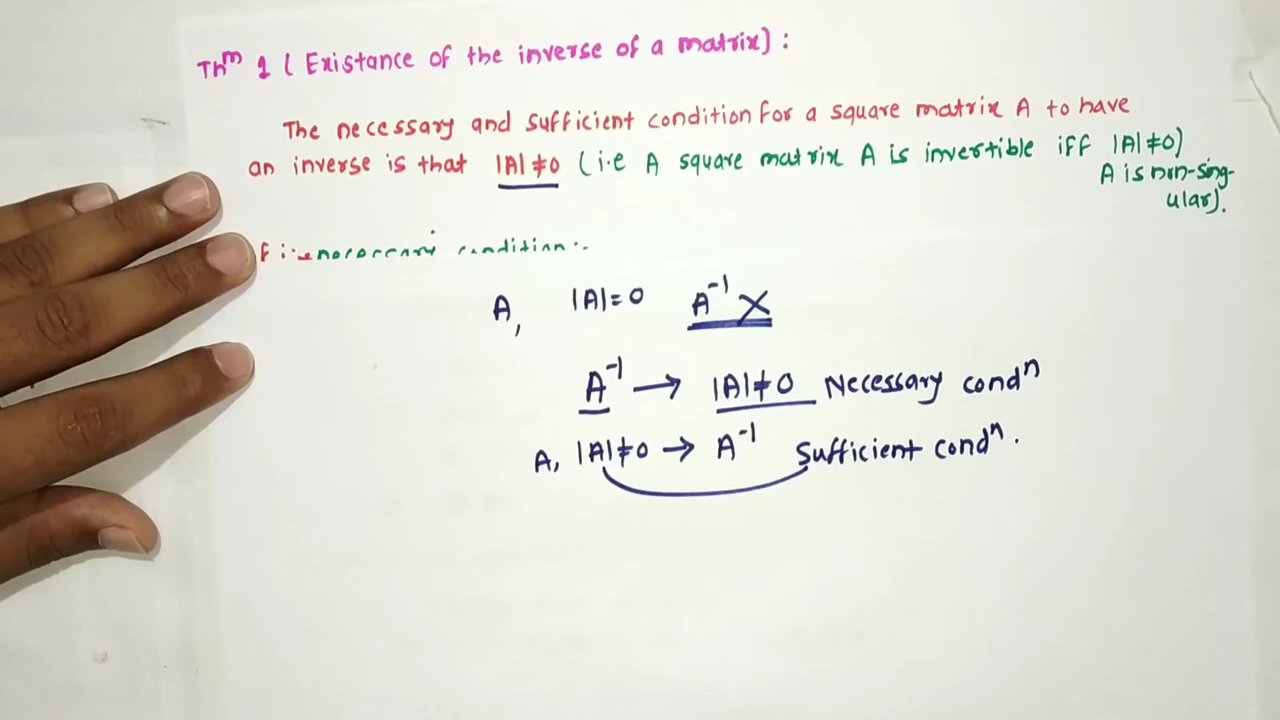 Thm 1 (Existance of the inverse of a matrix) :
The necessary and sufficient condition for a square matrix A to have
an inverse is that |A|≠0 (i.e A square matrix A is invertible iff |A|≠0)
A is non-sing-
ular).
condition :-
A, |A|=0 A⁻¹ X
A⁻¹ → |A|≠0 Necessary condⁿ
A, |A|≠0 → A⁻¹ Sufficient condⁿ.